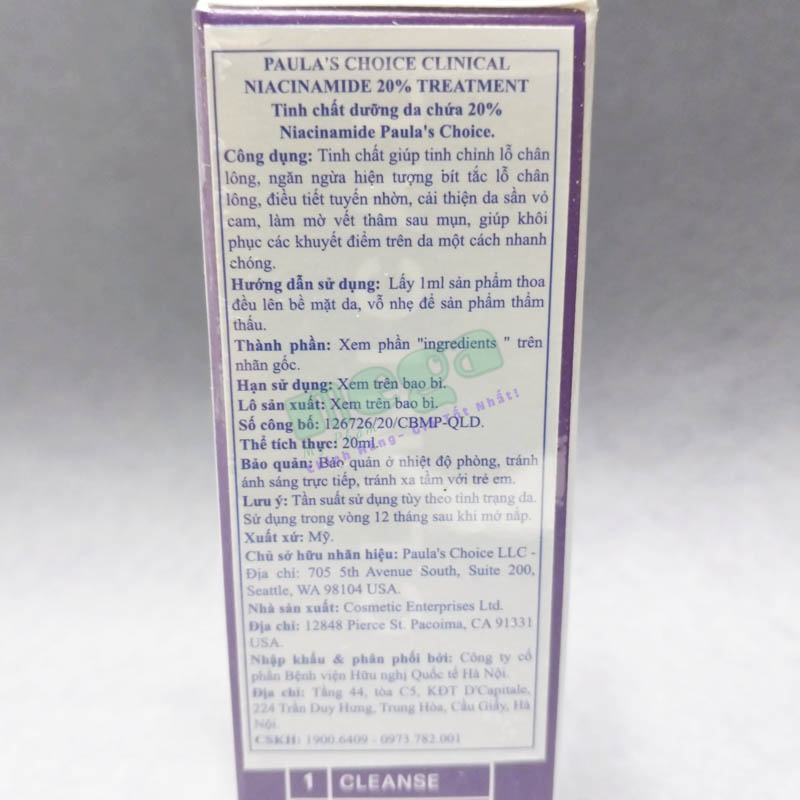 PAULA'S CHOICE CLINICAL
NIACINAMIDE 20% TREATMENT
Tinh chất dưỡng da chứa 20%
Niacinamide Paula's Choice.
Công dụng: Tinh chất giúp tinh chỉnh lỗ chân
lông, ngăn ngừa hiện tượng bít tắc lỗ chân
lông, điều tiết tuyến nhờn, cải thiện da sần vỏ
cam, làm mờ vết thâm sau mụn, giúp khôi
phục các khuyết điểm trên da một cách nhanh
chóng.
Hướng dẫn sử dụng: Lấy 1ml sản phẩm thoa
đều lên bề mặt da, vỗ nhẹ để sản phẩm thẩm
thấu.
Thành phần: Xem phần "ingredients " trên
nhãn gốc.
Hạn sử dụng: Xem trên bao bì.
Lô sản xuất: Xem trên bao bì.
Số công bố: 126726/20/CBMP-QLD.
Thể tích thực: 20ml
Bảo quản: Bảo quản ở nhiệt độ phòng, tránh
ánh sáng trực tiếp, tránh xa tầm với trẻ em.
Lưu ý: Tần suất sử dụng tùy theo tình trạng da.
Sử dụng trong vòng 12 tháng sau khi mở nắp.
Xuất xứ: Mỹ.
Chủ sở hữu nhãn hiệu: Paula's Choice LLC -
Địa chỉ: 705 5th Avenue South, Suite 200,
Seattle, WA 98104 USA.
Nhà sản xuất: Cosmetic Enterprises Ltd.
Địa chỉ: 12848 Pierce St. Pacoima, CA 91331
USA.
Nhập khẩu & phân phối bởi: Công ty cổ
phần Bệnh viện Hữu nghị Quốc tế Hà Nội.
Địa chỉ: Tầng 44, tòa C5, KĐT D'Capitale,
224 Trần Duy Hưng, Trung Hòa, Cầu Giấy, Hà
Nội.
CSKH: 1900.6409 - 0973.782.001
1 CLEANSE